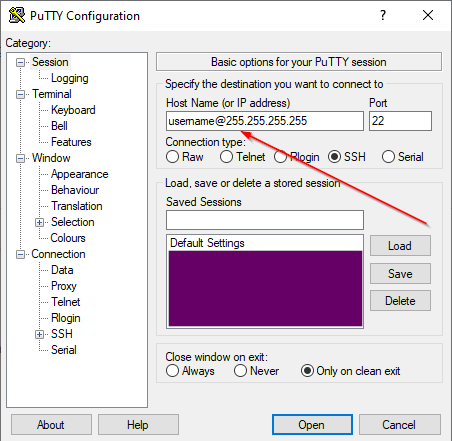 PuTTY Configuration
?
Category:
Session
Logging
Terminal
Keyboard
Bell
Features
Window
Appearance
Behaviour
Translation
Selection
Colours
Connection
Data
Proxy
Telnet
Rlogin
SSH
Serial
Basic options for your PuTTY session
Specify the destination you want to connect to
Host Name (or IP address) Port
username@255.255.255.255 22
Connection type:
Raw Telnet Rlogin SSH Serial
Load, save or delete a stored session
Saved Sessions
Default Settings
Load
Save
Delete
Close window on exit:
Always Never Only on clean exit
About Help Open Cancel